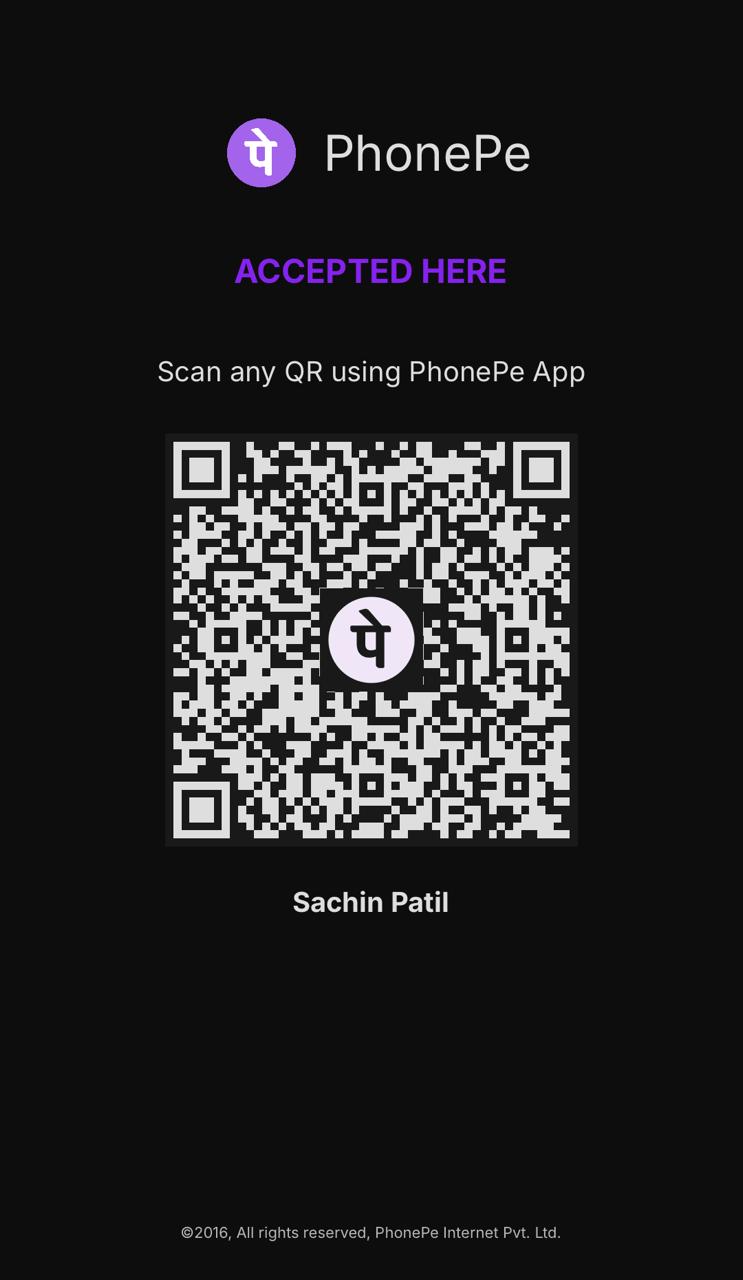 पे PhonePe
ACCEPTED HERE
Scan any QR using PhonePe App
पे
Sachin Patil
©2016, All rights reserved, PhonePe Internet Pvt. Ltd.